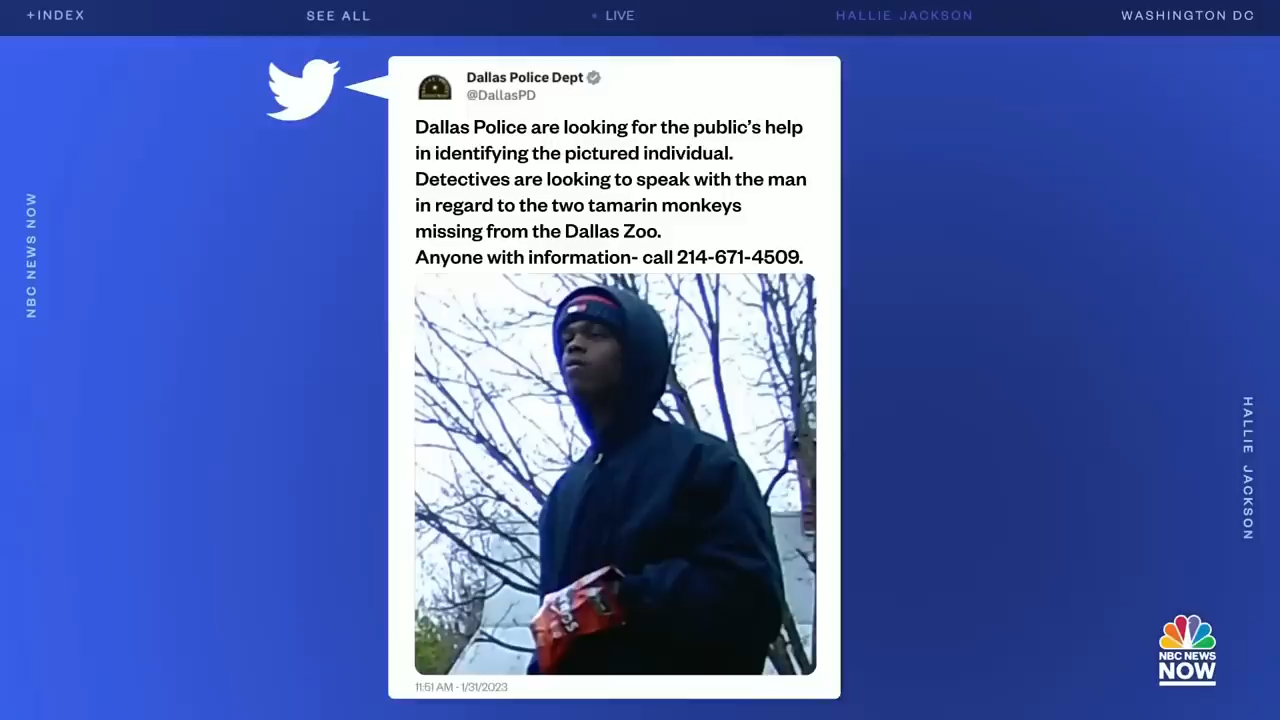 +INDEX
SEE ALL
• LIVE
HALLIE JACKSON
WASHINGTON DC
NBC NEWS NOW
Dallas Police Dept
@DallasPD
Dallas Police are looking for the public's help
in identifying the pictured individual.
Detectives are looking to speak with the man
in regard to the two tamarin monkeys
missing from the Dallas Zoo.
Anyone with information- call 214-671-4509.
11:51 AM - 1/31/2023
HALLIE JACKSON
NBC NEWS
NOW